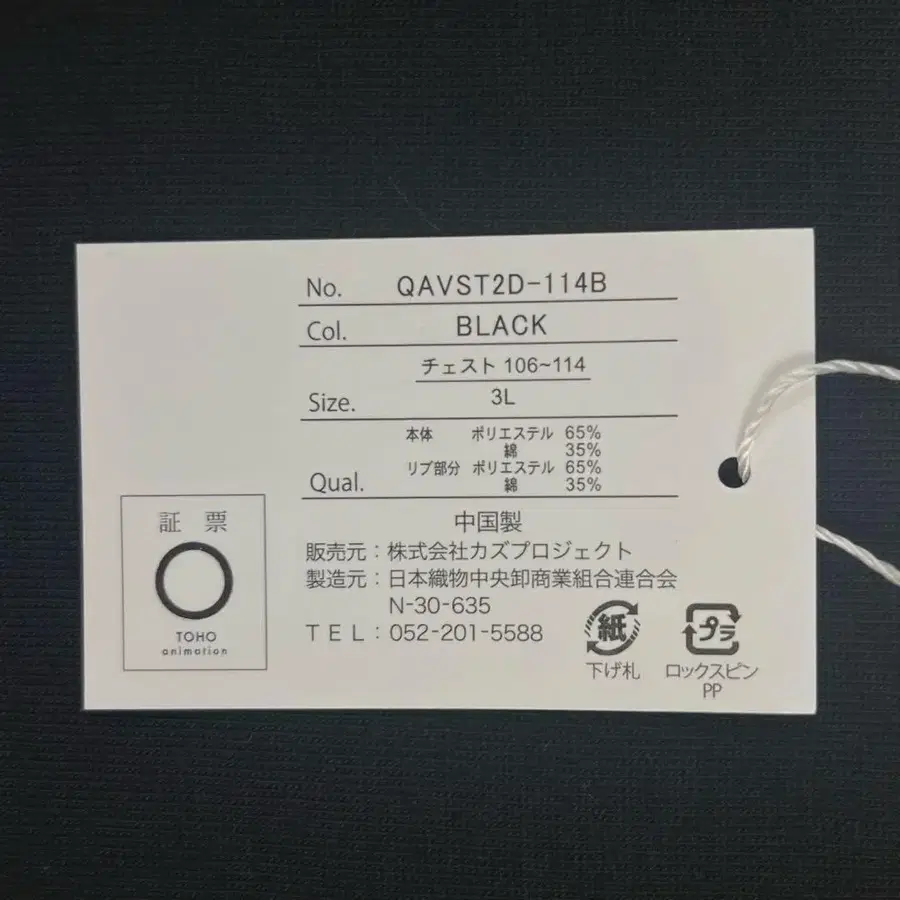 No. QAVST2D-114B
Col. BLACK
チェスト 106~114
Size. 3L
本体 ポリエステル 65%
綿 35%
リブ部分 ポリエステル 65%
Qual. 綿 35%
中国製
販売元：株式会社カズプロジェクト
製造元：日本織物中央卸商業組合連合会
N-30-635
TEL：052-201-5588
証 票
TOHO
animation
紙
下げ札
プラ
ロックスピン
PP